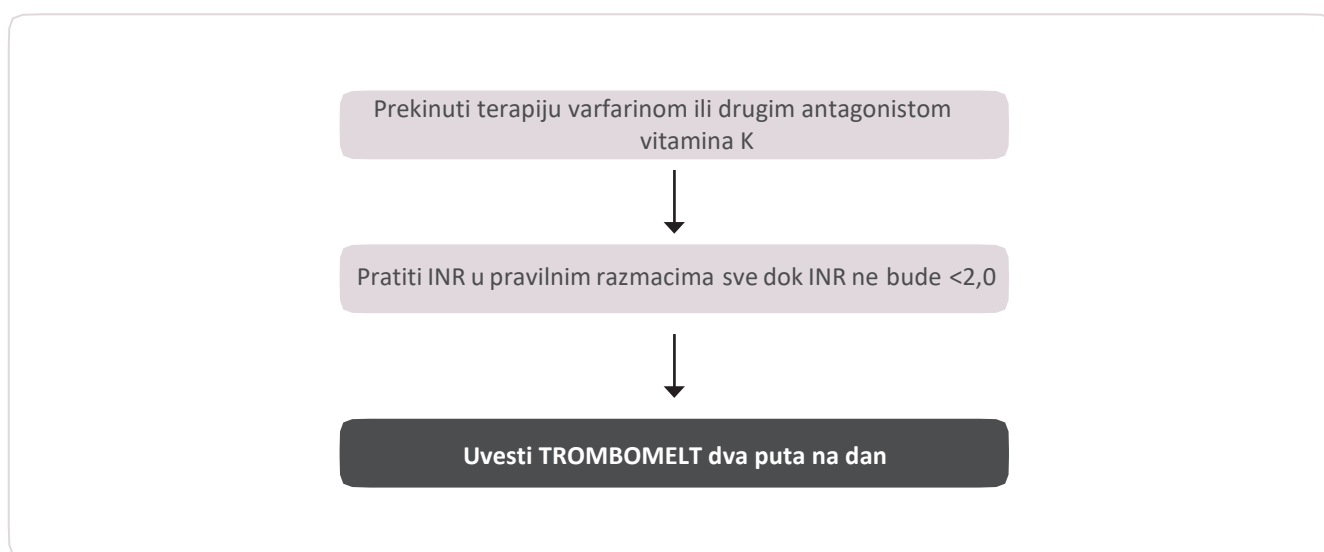 Prekinuti terapiju varfarinom ili drugim antagonistom
vitamina K
Pratiti INR u pravilnim razmacima sve dok INR ne bude <2,0
Uvesti TROMBOMELT dva puta na dan